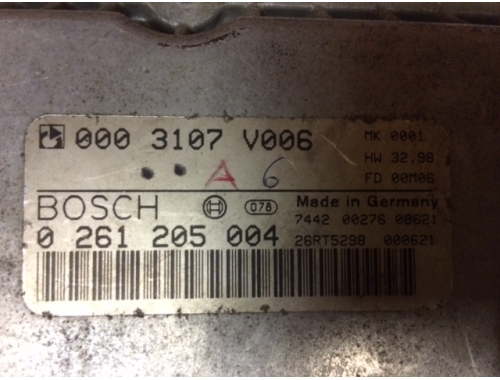 000 3107 V006
MK 0001
HW 32.98
FD 00M06
A 6
BOSCH
078
Made in Germany
7442 00276 08621
0 261 205 004
26RT5298 000621